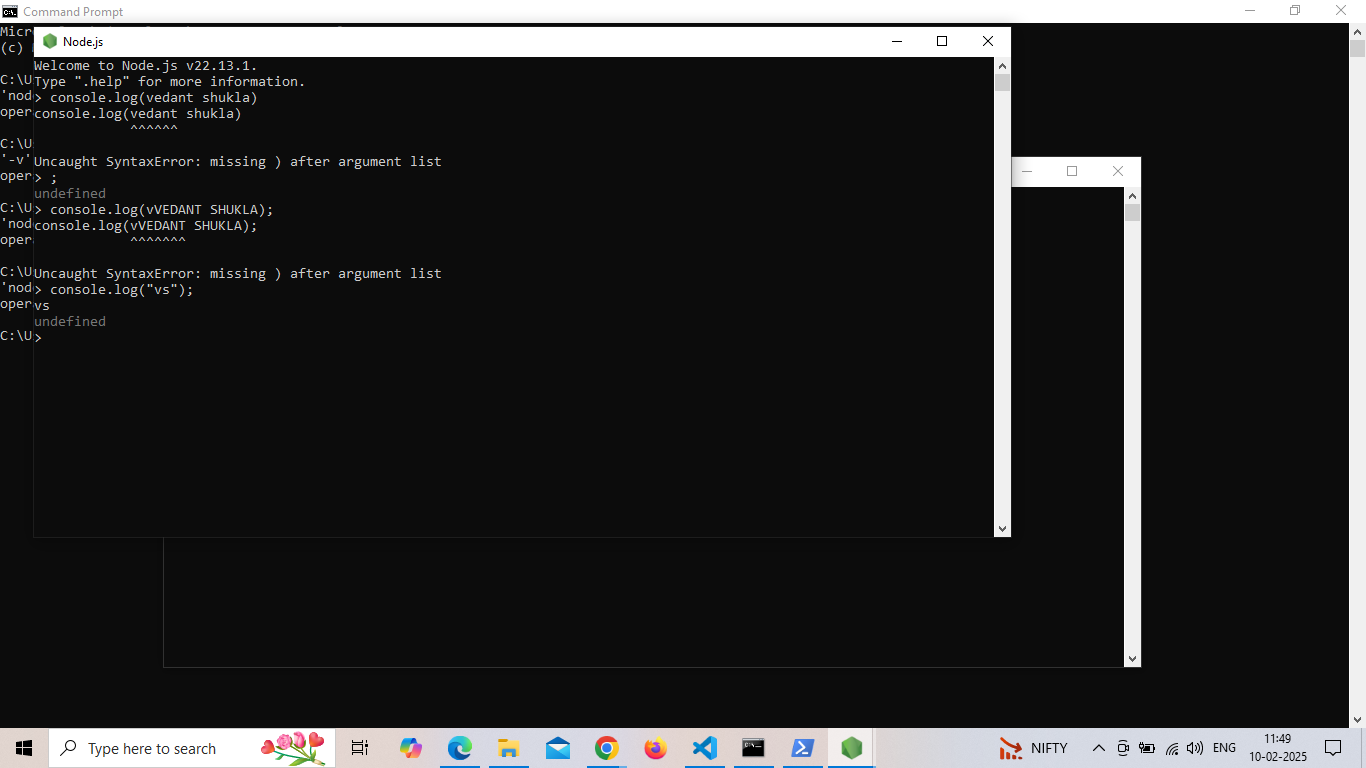 Command Prompt
Micr
(c)
Node.js
Welcome to Node.js v22.13.1.
Type ".help" for more information.
> console.log(vedant shukla)
console.log(vedant shukla)
^^^^^^
Uncaught SyntaxError: missing ) after argument list
> ;
undefined
> console.log(vVEDANT SHUKLA);
console.log(vVEDANT SHUKLA);
^^^^^^^
Uncaught SyntaxError: missing ) after argument list
> console.log("vs");
vs
undefined
>
C:\U
'nod
oper
C:\U
'-v'
oper
C:\U
'nod
oper
C:\U
'nod
oper
C:\U
Type here to search
NIFTY
ENG
11:49
10-02-2025